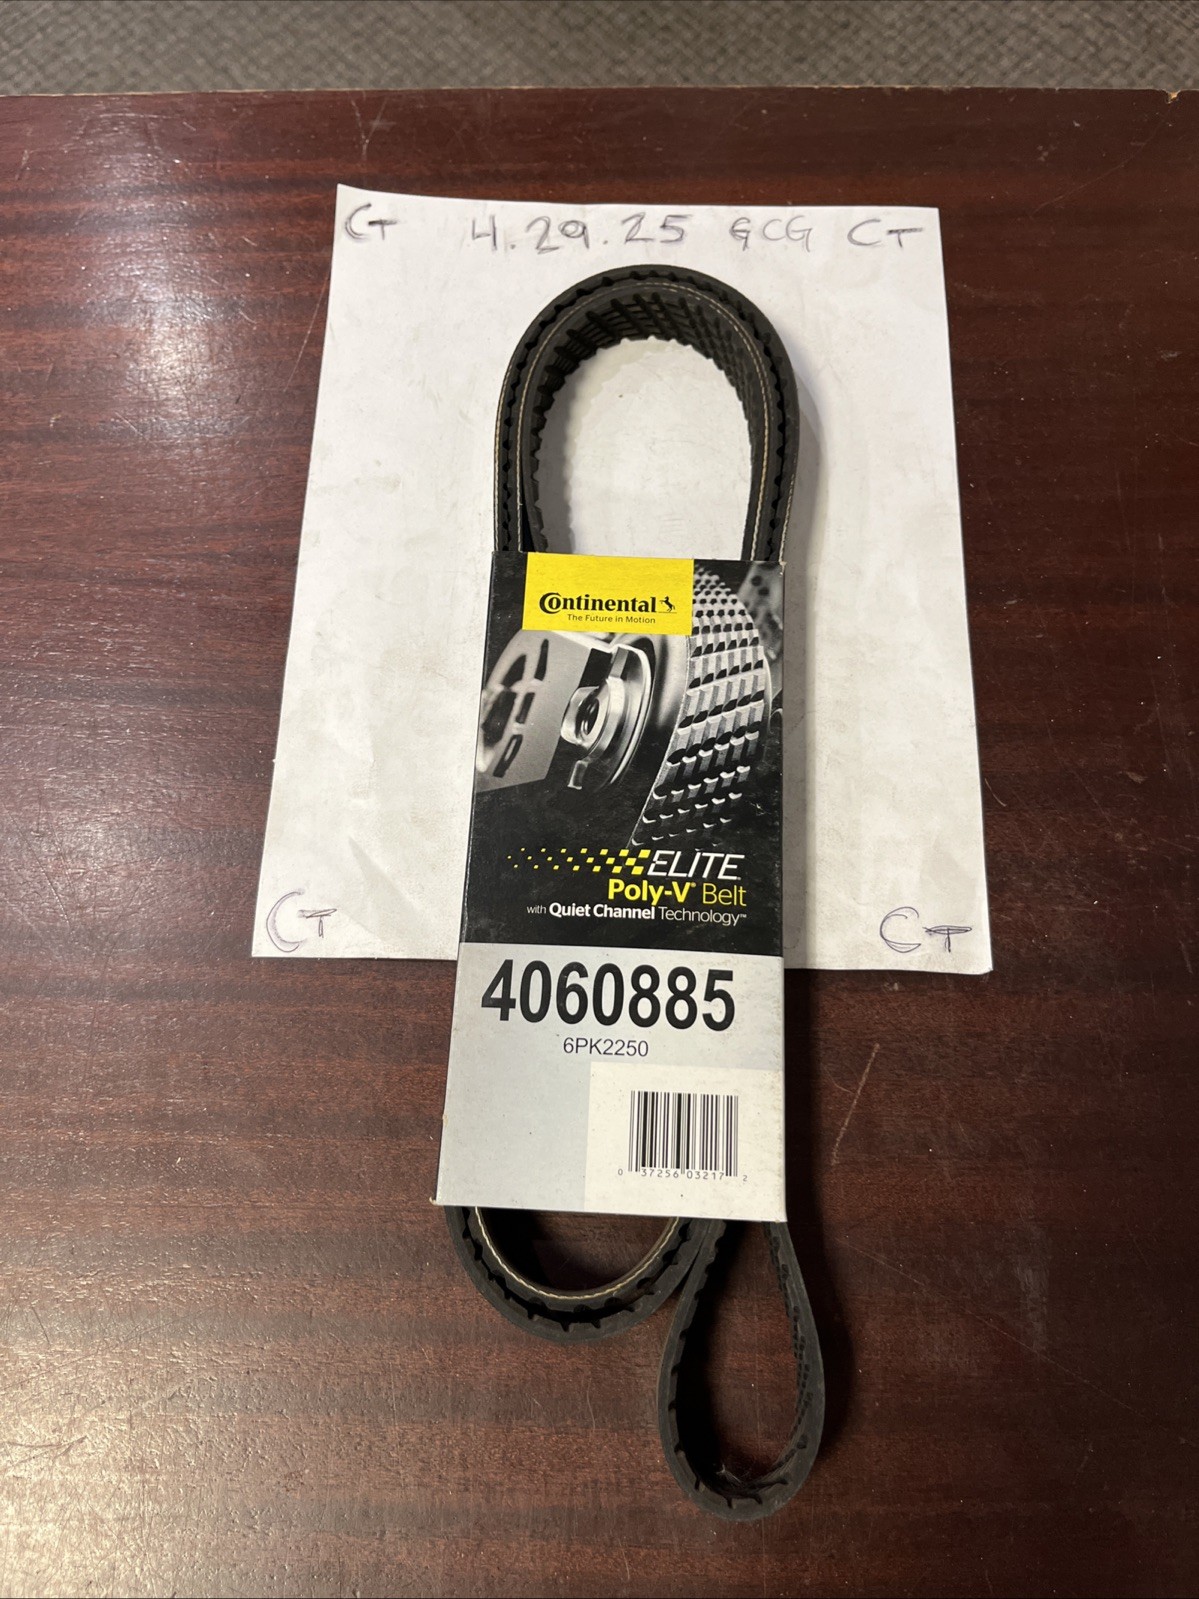 CT 4.29.25 GCG CT
Continental
The Future in Motion
ELITE
Poly-V® Belt
with Quiet Channel Technology™
CT CT
4060885
6PK2250
0 37256 03217 2